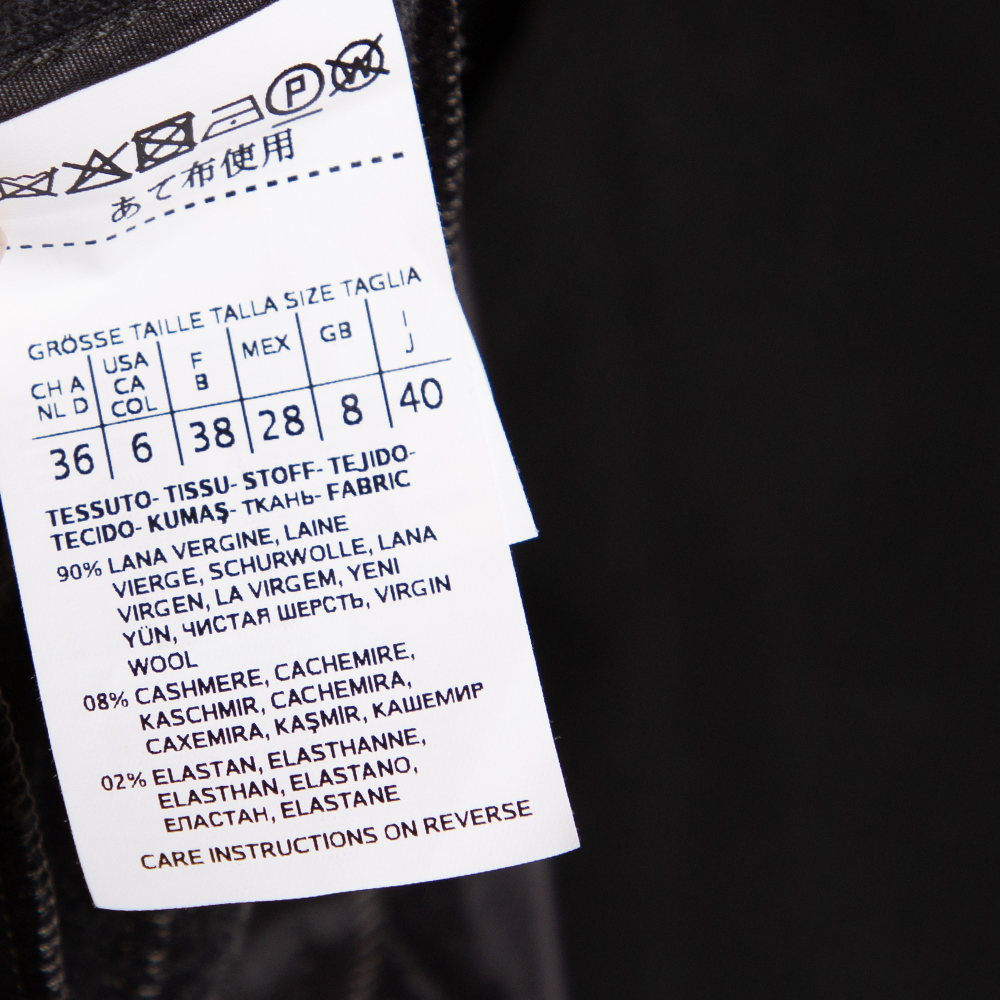 P W
あて布使用
GRÖSSE TAILLE TALLA SIZE TAGLIA
CH A NL D USA CA COL F B MEX GB I J
36 6 38 28 8 40
TESSUTO- TISSU- STOFF- TEJIDO-
TECIDO- KUMAŞ- ТКАНЬ- FABRIC
90% LANA VERGINE, LAINE
VIERGE, SCHURWOLLE, LANA
VIRGEN, LA VIRGEM, YENI
YÜN, ЧИСТАЯ ШЕРСТЬ, VIRGIN
WOOL
08% CASHMERE, CACHEMIRE,
KASCHMIR, CACHEMIRA,
CAXEMIRA, KAŞMİR, КАШЕМИР
02% ELASTAN, ELASTHANNE,
ELASTHAN, ELASTANO,
ЕЛАСТАН, ELASTANE
CARE INSTRUCTIONS ON REVERSE